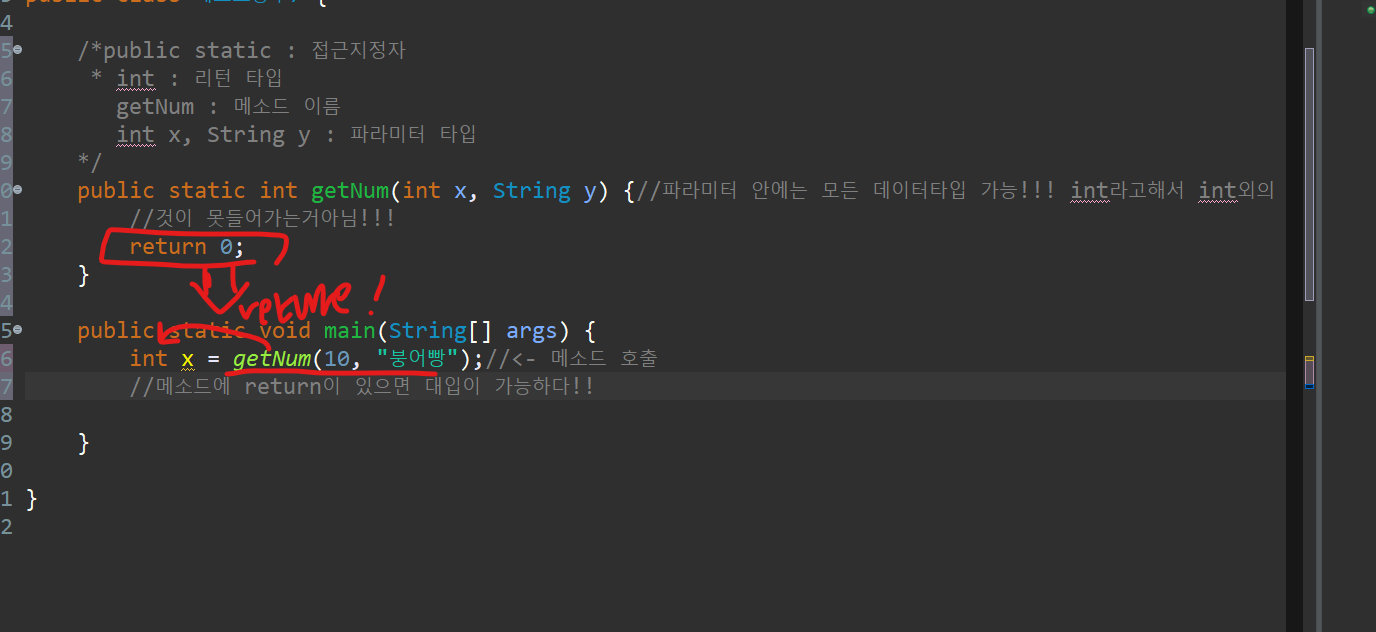 4
5 /*public static : 접근지정자
6 * int : 리턴 타입
7 getNum : 메소드 이름
8 int x, String y : 파라미터 타입
9 */
0 public static int getNum(int x, String y) {//파라미터 안에는 모든 데이터타입 가능!!! int라고해서 int외의
1 //것이 못들어가는거아님!!!
2 return 0;
3 }
4
5 public static void main(String[] args) {
6 int x = getNum(10, "붕어빵");//<- 메소드 호출
7 //메소드에 return이 있으면 대입이 가능하다!!
8
9 }
0
1 }
2